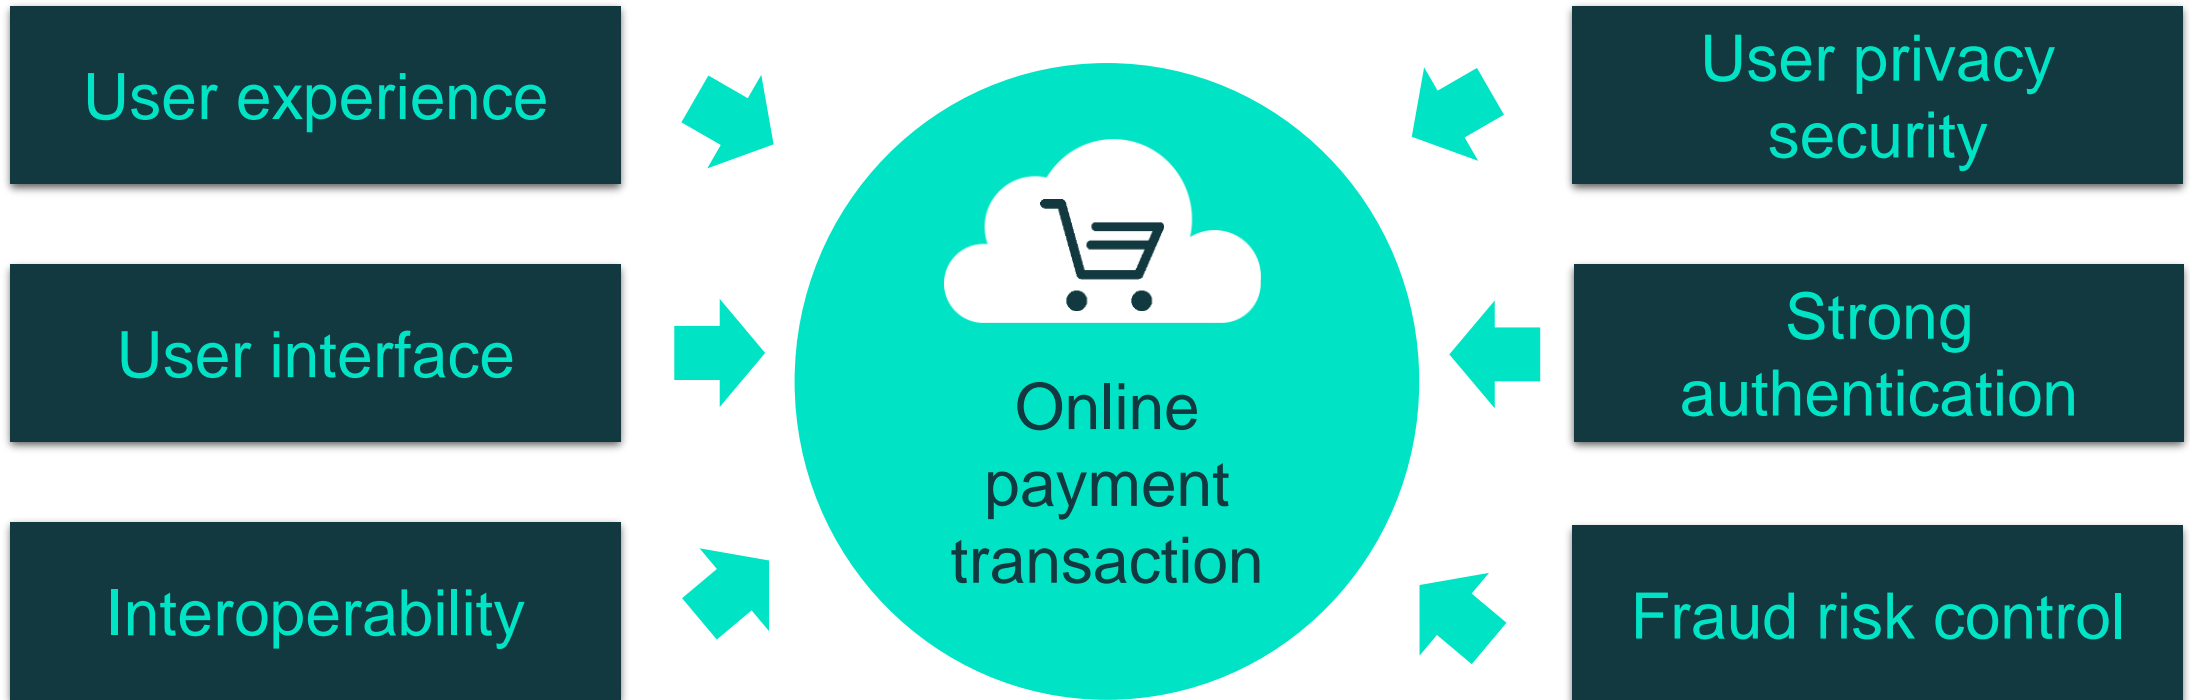 User experience
User interface
Interoperability
Online
payment
transaction
User privacy
security
Strong
authentication
Fraud risk control